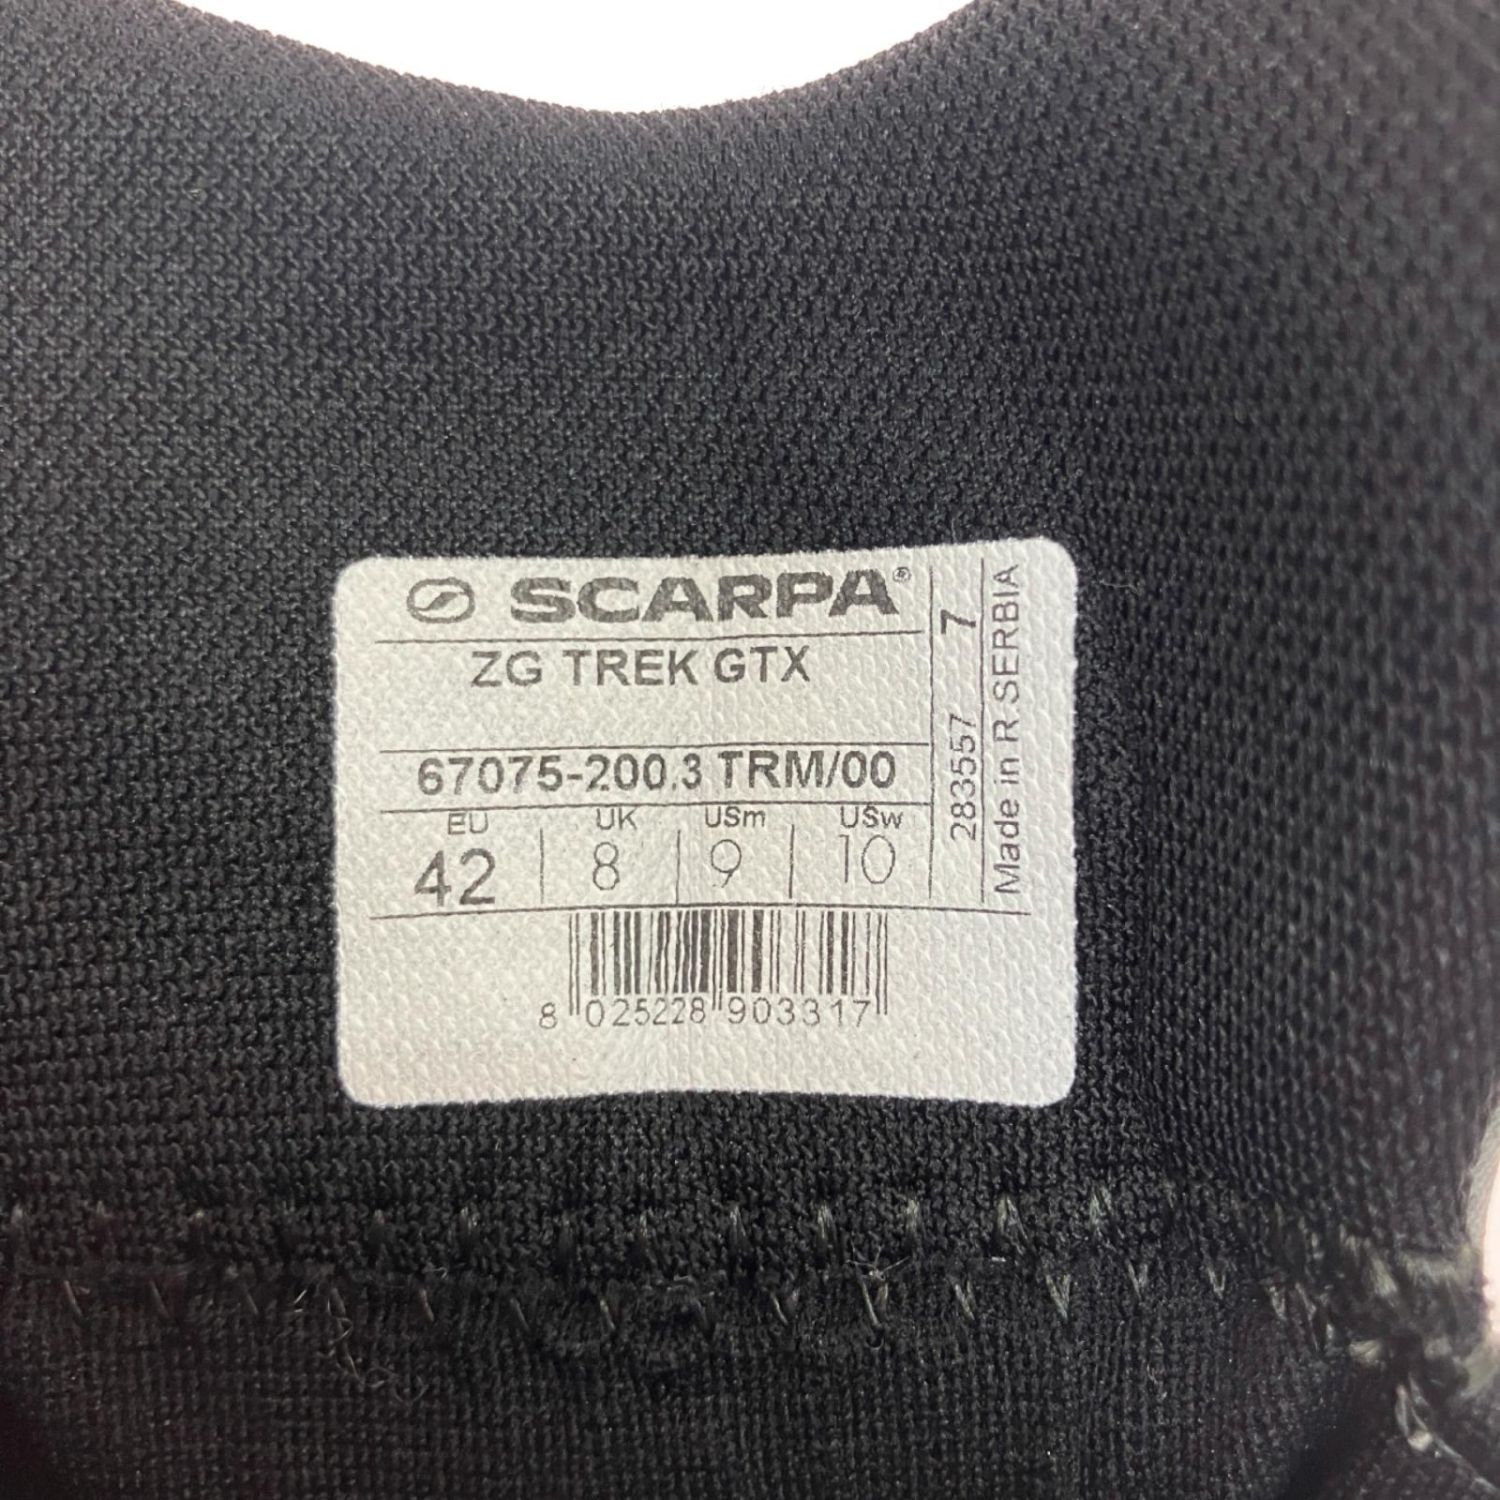 SCARPA®
ZG TREK GTX
67075-200.3 TRM/00
EU UK USm USw
42 8 9 10
8 025228 903317
283557 7
Made in R SERBIA